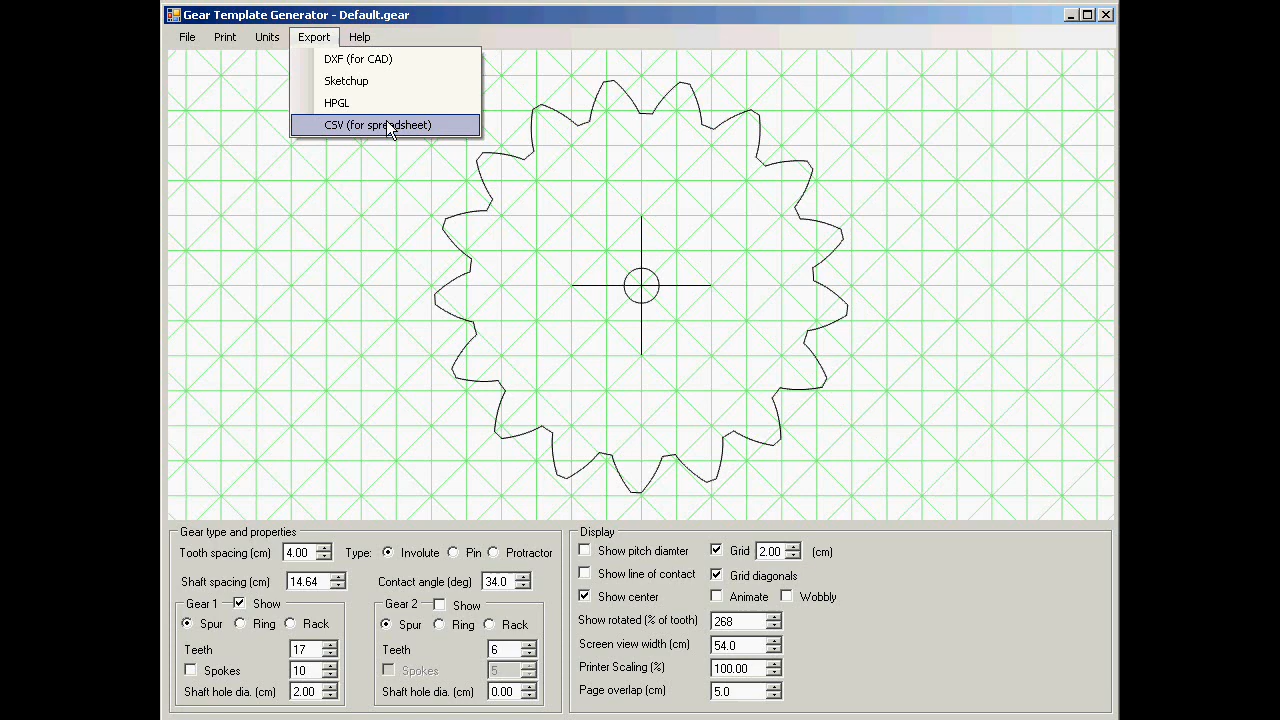 Gear Template Generator - Default.gear
File Print Units Export Help
DXF (for CAD)
Sketchup
HPGL
CSV (for spreadsheet)
Gear type and properties
Tooth spacing (cm) 4.00 Type: Involute Pin Protractor
Shaft spacing (cm) 14.64 Contact angle (deg) 34.0
Gear 1 Show
Spur Ring Rack
Teeth 17
Spokes 10
Shaft hole dia. (cm) 2.00
Gear 2 Show
Spur Ring Rack
Teeth 6
Spokes 5
Shaft hole dia. (cm) 0.00
Display
Show pitch diamter Grid 2.00 (cm)
Show line of contact Grid diagonals
Show center Animate Wobbly
Show rotated (% of tooth) 268
Screen view width (cm) 54.0
Printer Scaling (%) 100.00
Page overlap (cm) 5.0